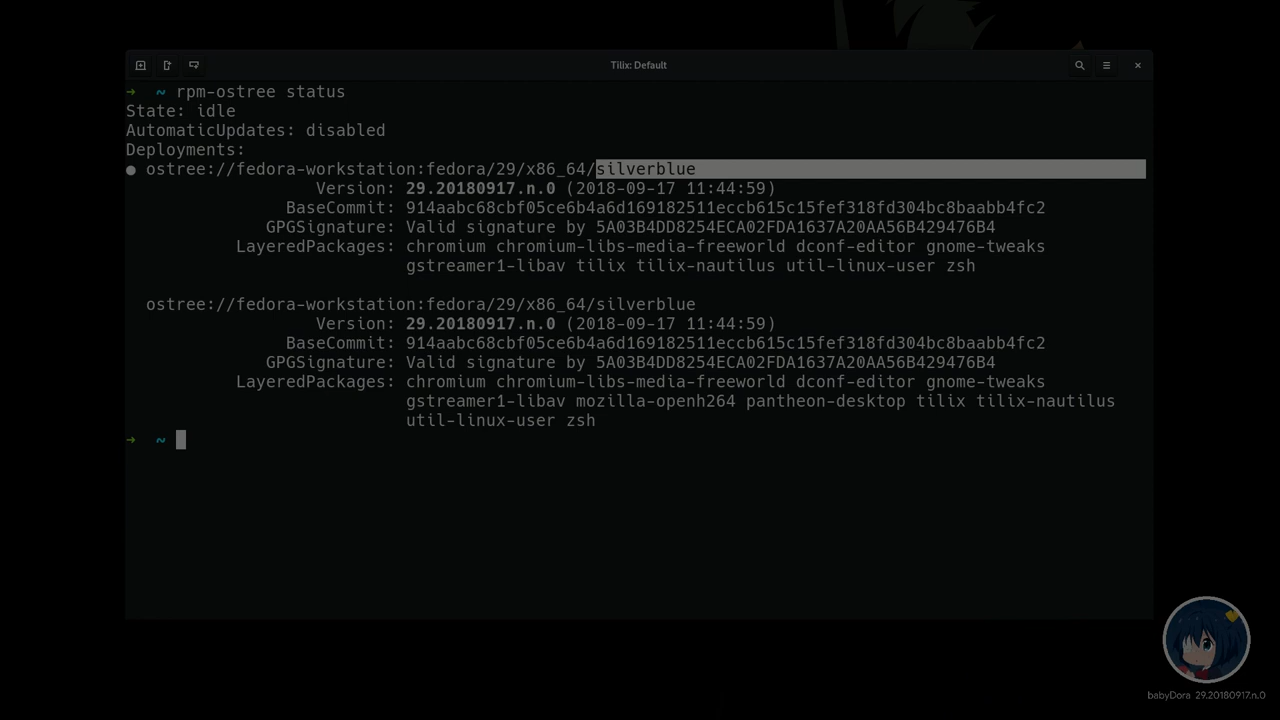 Tilix: Default
➜ ~ rpm-ostree status
State: idle
AutomaticUpdates: disabled
Deployments:
● ostree://fedora-workstation:fedora/29/x86_64/silverblue
Version: 29.20180917.n.0 (2018-09-17 11:44:59)
BaseCommit: 914aabc68cbf05ce6b4a6d169182511eccb615c15fef318fd304bc8baabb4fc2
GPGSignature: Valid signature by 5A03B4DD8254ECA02FDA1637A20AA56B429476B4
LayeredPackages: chromium chromium-libs-media-freeworld dconf-editor gnome-tweaks
gstreamer1-libav tilix tilix-nautilus util-linux-user zsh
ostree://fedora-workstation:fedora/29/x86_64/silverblue
Version: 29.20180917.n.0 (2018-09-17 11:44:59)
BaseCommit: 914aabc68cbf05ce6b4a6d169182511eccb615c15fef318fd304bc8baabb4fc2
GPGSignature: Valid signature by 5A03B4DD8254ECA02FDA1637A20AA56B429476B4
LayeredPackages: chromium chromium-libs-media-freeworld dconf-editor gnome-tweaks
gstreamer1-libav mozilla-openh264 pantheon-desktop tilix tilix-nautilus
util-linux-user zsh
➜ ~
babyDora 29.20180917.n.0